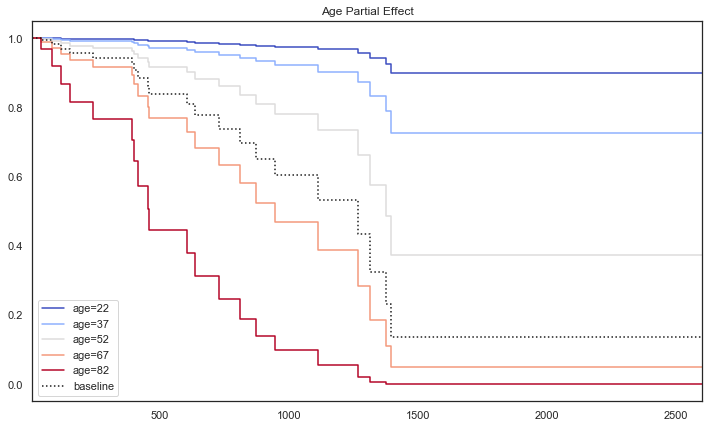 Age Partial Effect
1.0
0.8
0.6
0.4
0.2
0.0
age=22
age=37
age=52
age=67
age=82
baseline
500 1000 1500 2000 2500